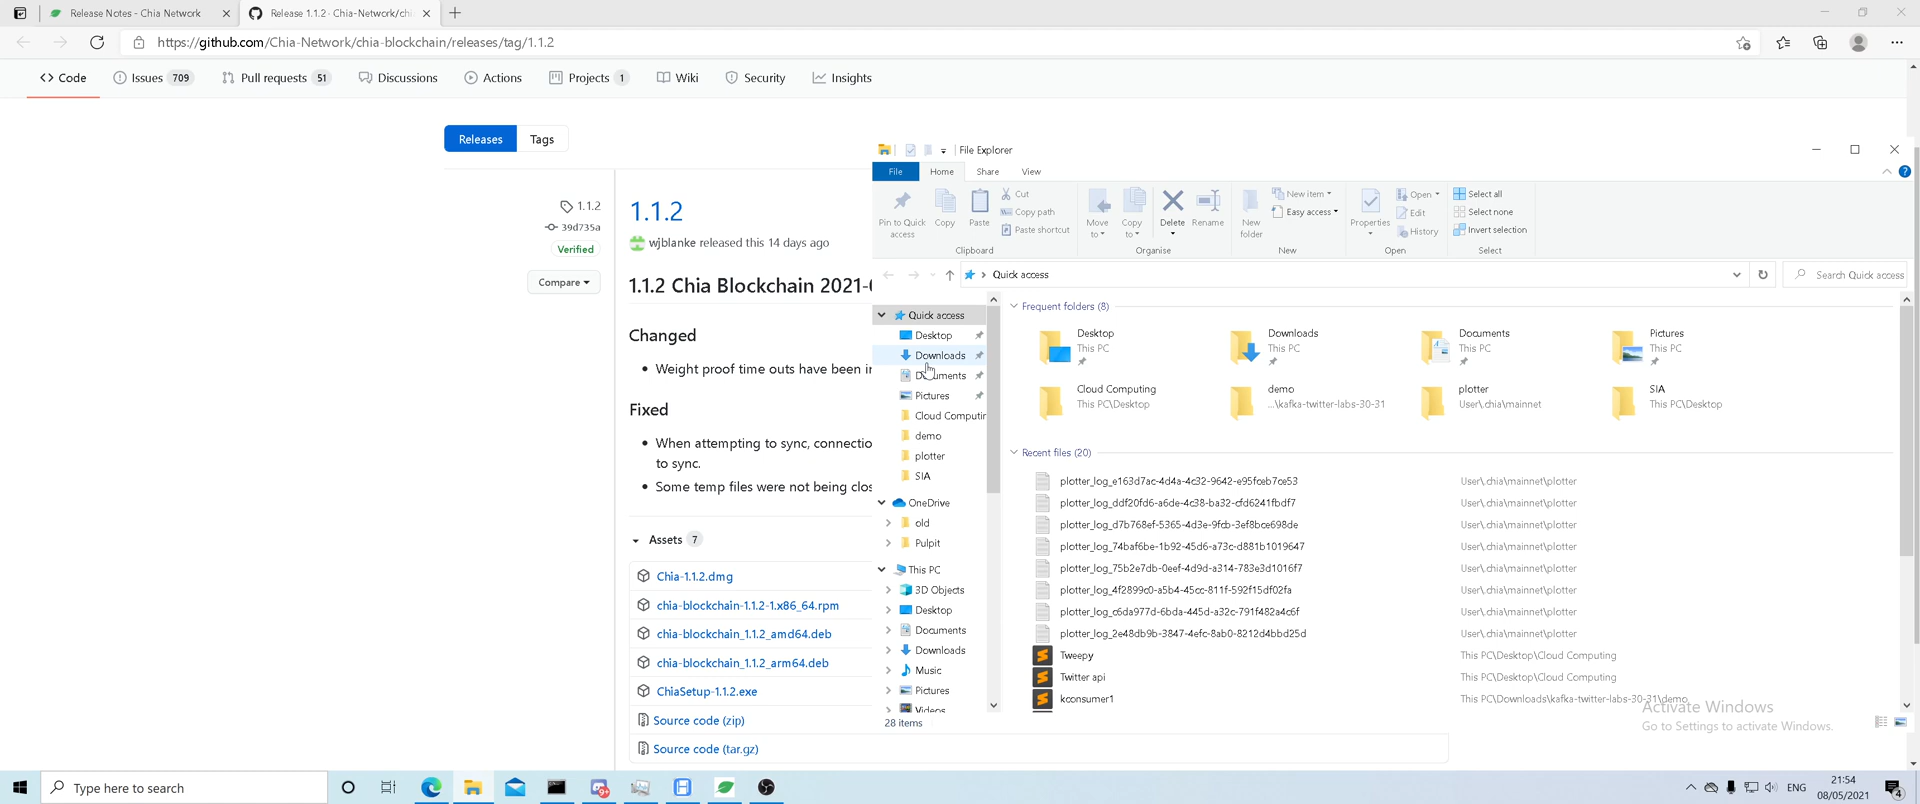 Release Notes - Chia Network
Release 1.1.2 · Chia-Network/chi
https://github.com/Chia-Network/chia-blockchain/releases/tag/1.1.2
Code
Issues 709
Pull requests 51
Discussions
Actions
Projects 1
Wiki
Security
Insights
Releases
Tags
1.1.2
39d735a
Verified
Compare
1.1.2
wjblanke released this 14 days ago
1.1.2 Chia Blockchain 2021-
Changed
Weight proof time outs have been
Fixed
When attempting to sync,
to sync.
Some temp files were not being
Assets 7
Chia-1.1.2.dmg
chia-blockchain-1.1.2-1.x86_64.rpm
chia-blockchain_1.1.2_amd64.deb
chia-blockchain_1.1.2_arm64.deb
ChiaSetup-1.1.2.exe
Source code (zip)
Source code (tar.gz)
File Explorer
File
Home
Share
View
Pin to Quick
access
Copy
Paste
Cut
Copy path
Paste shortcut
Clipboard
Move
to
Copy
to
Delete
Rename
Organise
New
folder
New item
Easy access
New
Properties
Open
Edit
History
Open
Select all
Select none
Invert selection
Select
Quick access
Search Quick access
Quick access
Desktop
Downloads
Pictures
Cloud Computin
demo
plotter
SIA
OneDrive
old
Pulpit
This PC
3D Objects
Desktop
Documents
Downloads
Music
Pictures
Videos
28 items
Frequent folders (8)
Desktop
This PC
Downloads
This PC
Documents
This PC
Pictures
This PC
Cloud Computing
This PC\Desktop
demo
...\kafka-twitter-labs-30-31
plotter
User\.chia\mainnet
SIA
This PC\Desktop
Recent files (20)
plotter_log_e163d7ac-4d4a-4c32-9642-e95fceb7ce53 User\.chia\mainnet\plotter
plotter_log_ddf20fd6-a6de-4c38-ba32-cfd6241fbdf7 User\.chia\mainnet\plotter
plotter_log_d7b768ef-5365-4d3e-9fcb-3ef8bce698de User\.chia\mainnet\plotter
plotter_log_74baf6be-1b92-45d6-a73c-d881b1019647 User\.chia\mainnet\plotter
plotter_log_75b2e7db-0eef-4d9d-a314-783e3d1016f7 User\.chia\mainnet\plotter
plotter_log_4f2899c0-a5b4-45cc-811f-592f15df02fa User\.chia\mainnet\plotter
plotter_log_c6da977d-6bda-445d-a32c-791f482a4c6f User\.chia\mainnet\plotter
plotter_log_2e48db9b-3847-4efc-8ab0-8212d4bbd25d User\.chia\mainnet\plotter
Tweepy This PC\Desktop\Cloud Computing
Twitter api This PC\Desktop\Cloud Computing
kconsumer1 This PC\Downloads\kafka-twitter-labs-30-31\demo
Activate Windows
Go to Settings to activate Windows.
Type here to search
ENG
21:54
08/05/2021
4